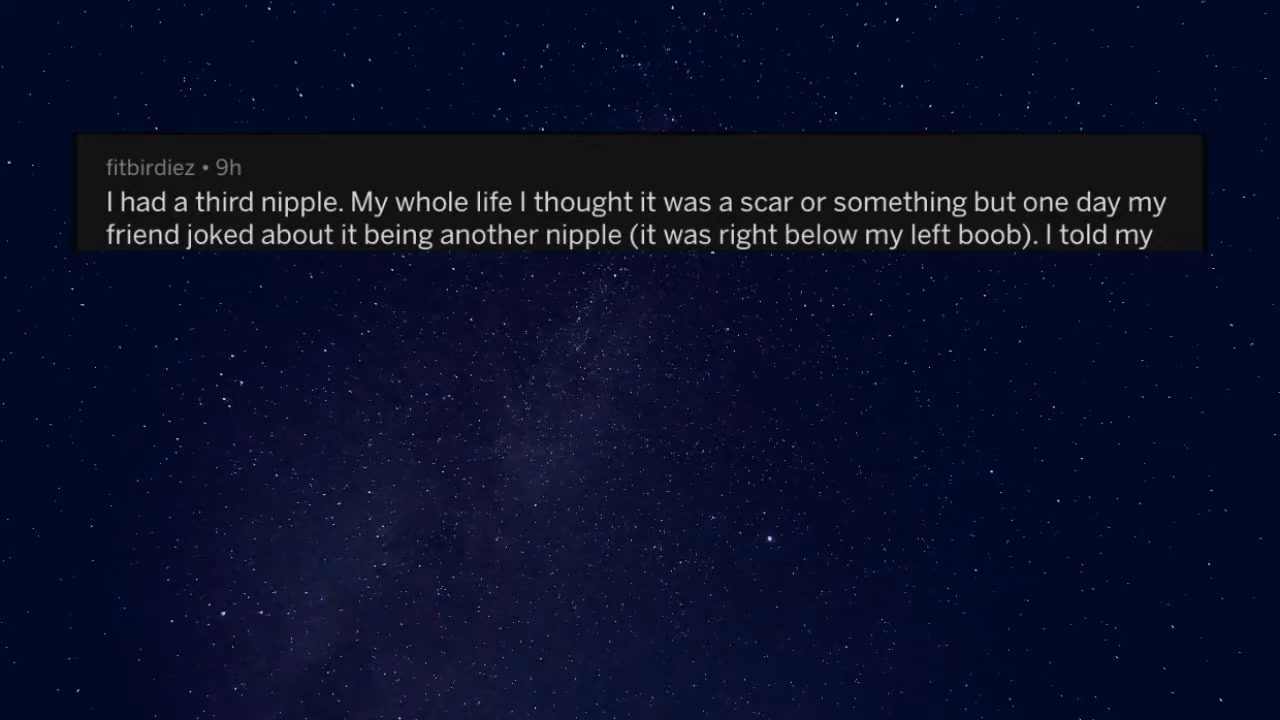 fitbirdiez • 9h
I had a third nipple. My whole life I thought it was a scar or something but one day my
friend joked about it being another nipple (it was right below my left boob). I told my